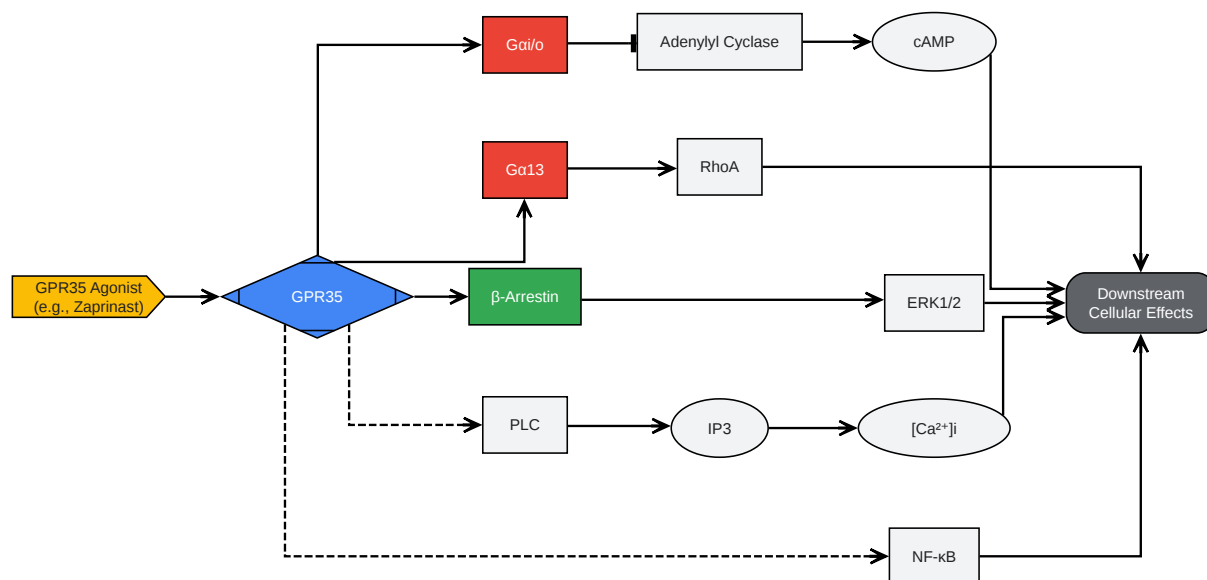 Gαi/o
Adenylyl Cyclase
cAMP
Gα13
RhoA
GPR35 Agonist
(e.g., Zaprinast)
GPR35
β-Arrestin
ERK1/2
Downstream
Cellular Effects
PLC
IP3
[Ca²⁺]i
NF-κB